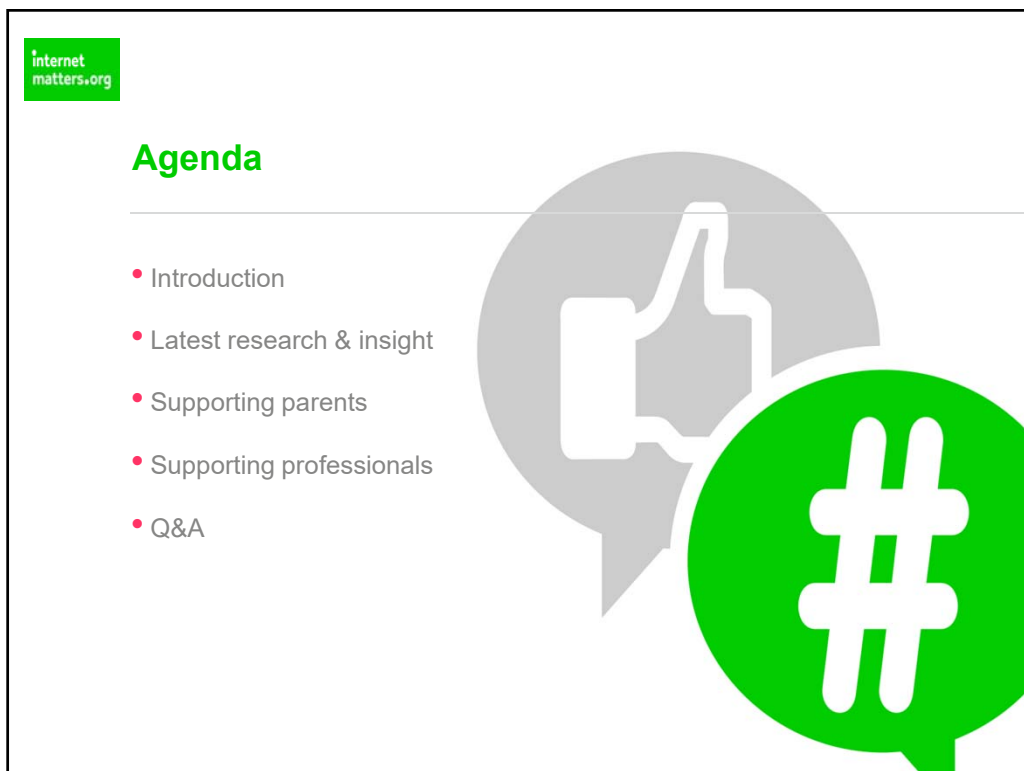 internet
matters.org
Agenda
• Introduction
• Latest research & insight
• Supporting parents
• Supporting professionals
• Q&A
#